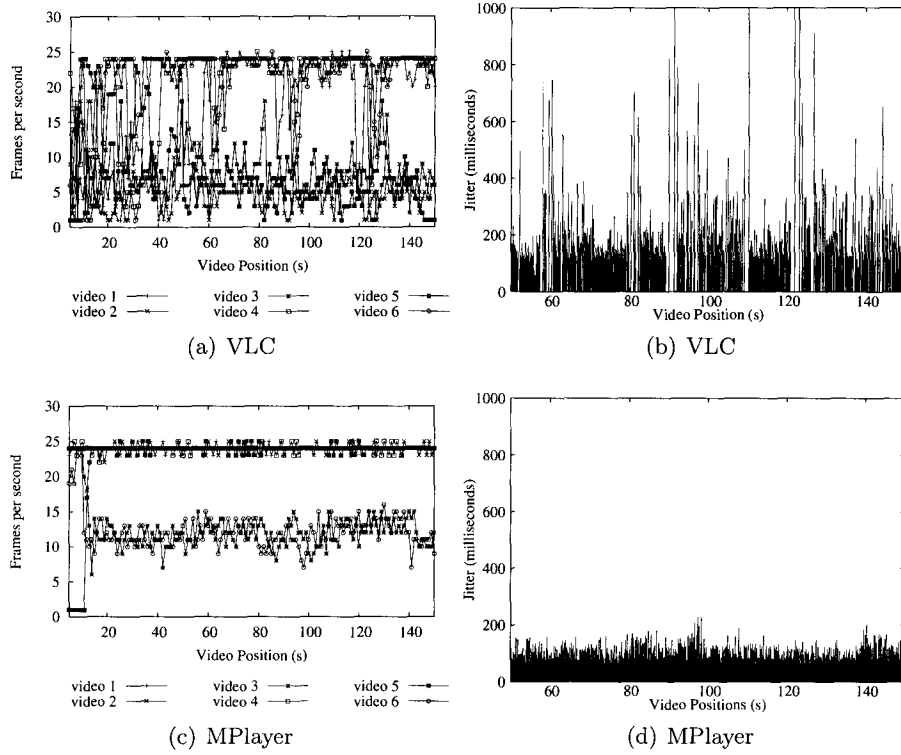 30
25
20
15
10
5
0
Frames per second
20 40 60 80 100 120 140
Video Position (s)
video 1 video 3 video 5
video 2 video 4 video 6
(a) VLC
1000
800
600
400
200
0
Jitter (milliseconds)
60 80 100 120 140
Video Position (s)
(b) VLC
30
25
20
15
10
5
0
Frames per second
20 40 60 80 100 120 140
Video Position (s)
video 1 video 3 video 5
video 2 video 4 video 6
(c) MPlayer
1000
800
600
400
200
0
Jitter (milliseconds)
60 80 100 120 140
Video Positions (s)
(d) MPlayer